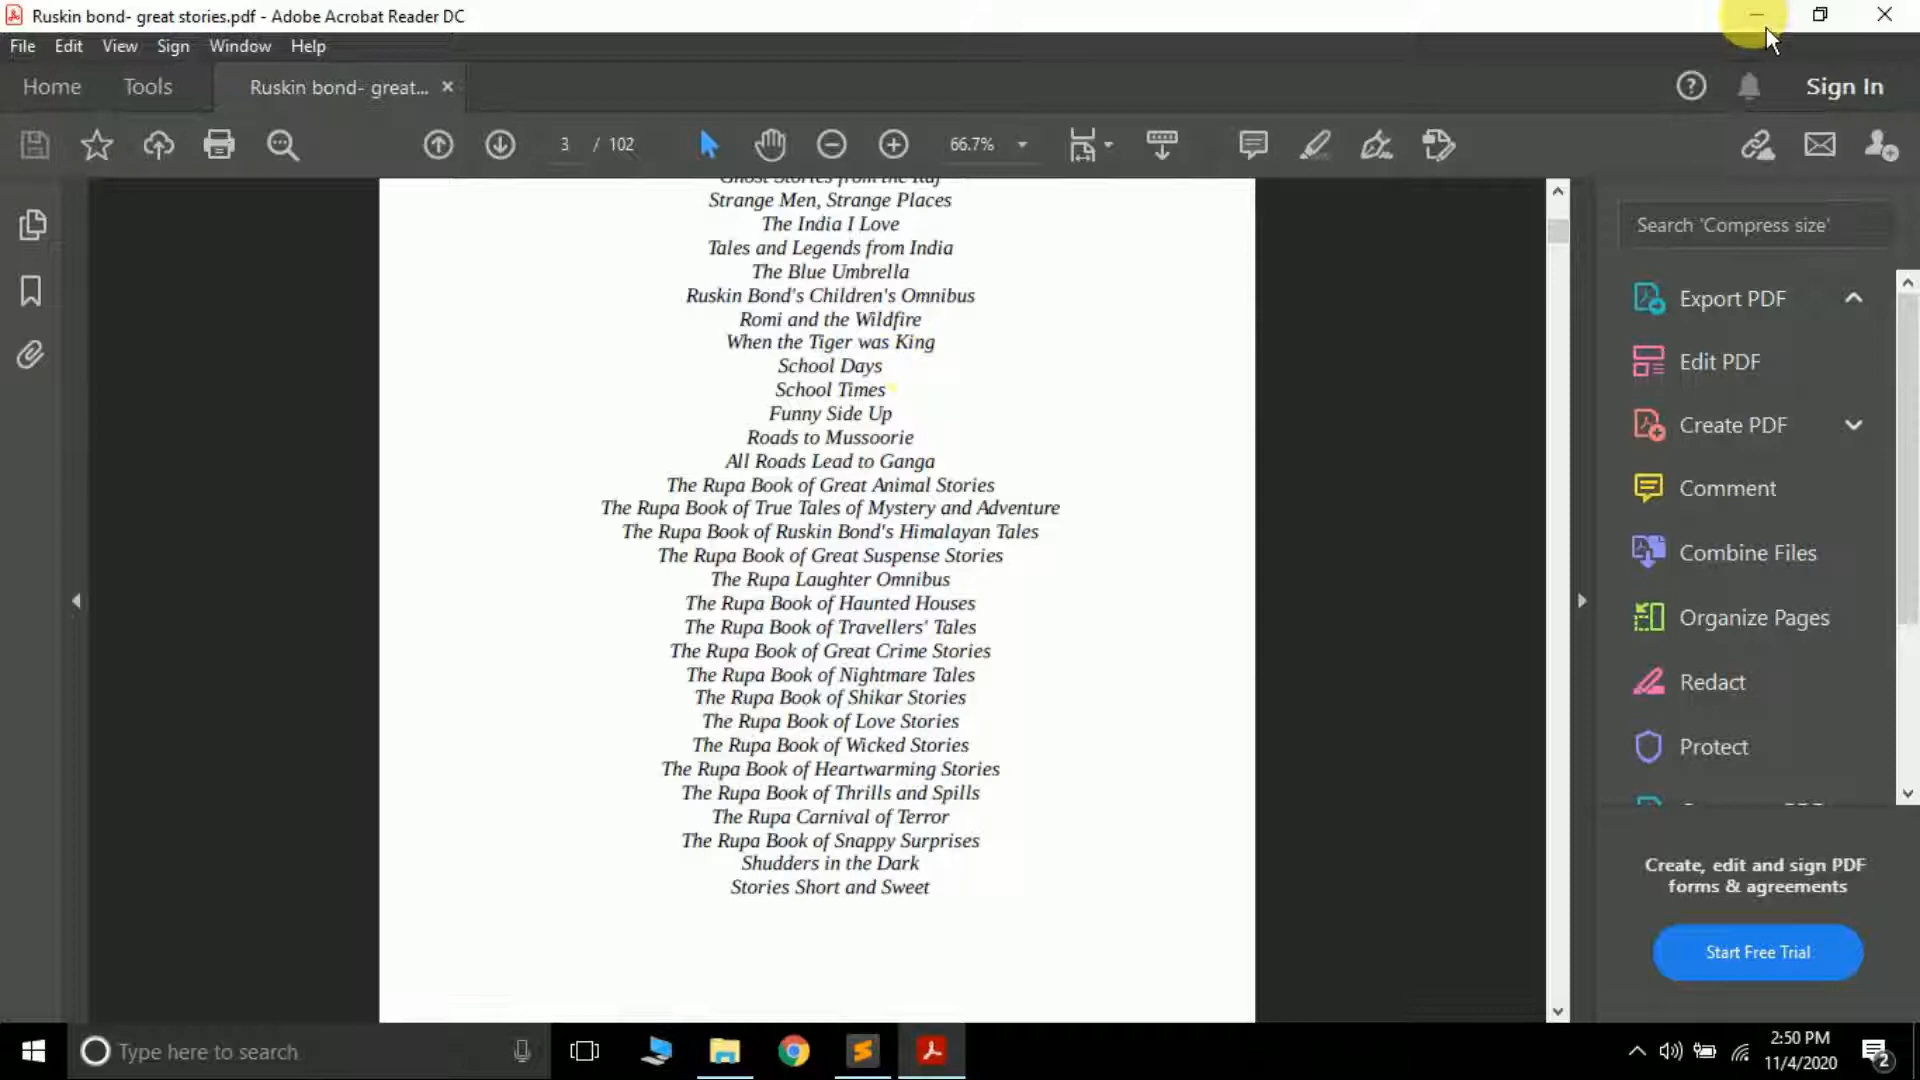 Ruskin bond- great stories.pdf - Adobe Acrobat Reader DC
File Edit View Sign Window Help
Home Tools Ruskin bond- great... × Sign In
3 / 102 66.7%
Ghost Stories from the Raj
Strange Men, Strange Places
The India I Love
Tales and Legends from India
The Blue Umbrella
Ruskin Bond's Children's Omnibus
Romi and the Wildfire
When the Tiger was King
School Days
School Times
Funny Side Up
Roads to Mussoorie
All Roads Lead to Ganga
The Rupa Book of Great Animal Stories
The Rupa Book of True Tales of Mystery and Adventure
The Rupa Book of Ruskin Bond's Himalayan Tales
The Rupa Book of Great Suspense Stories
The Rupa Laughter Omnibus
The Rupa Book of Haunted Houses
The Rupa Book of Travellers' Tales
The Rupa Book of Great Crime Stories
The Rupa Book of Nightmare Tales
The Rupa Book of Shikar Stories
The Rupa Book of Love Stories
The Rupa Book of Wicked Stories
The Rupa Book of Heartwarming Stories
The Rupa Book of Thrills and Spills
The Rupa Carnival of Terror
The Rupa Book of Snappy Surprises
Shudders in the Dark
Stories Short and Sweet
Search 'Compress size'
Export PDF
Edit PDF
Create PDF
Comment
Combine Files
Organize Pages
Redact
Protect
Create, edit and sign PDF
forms & agreements
Start Free Trial
Type here to search
2:50 PM
11/4/2020
2